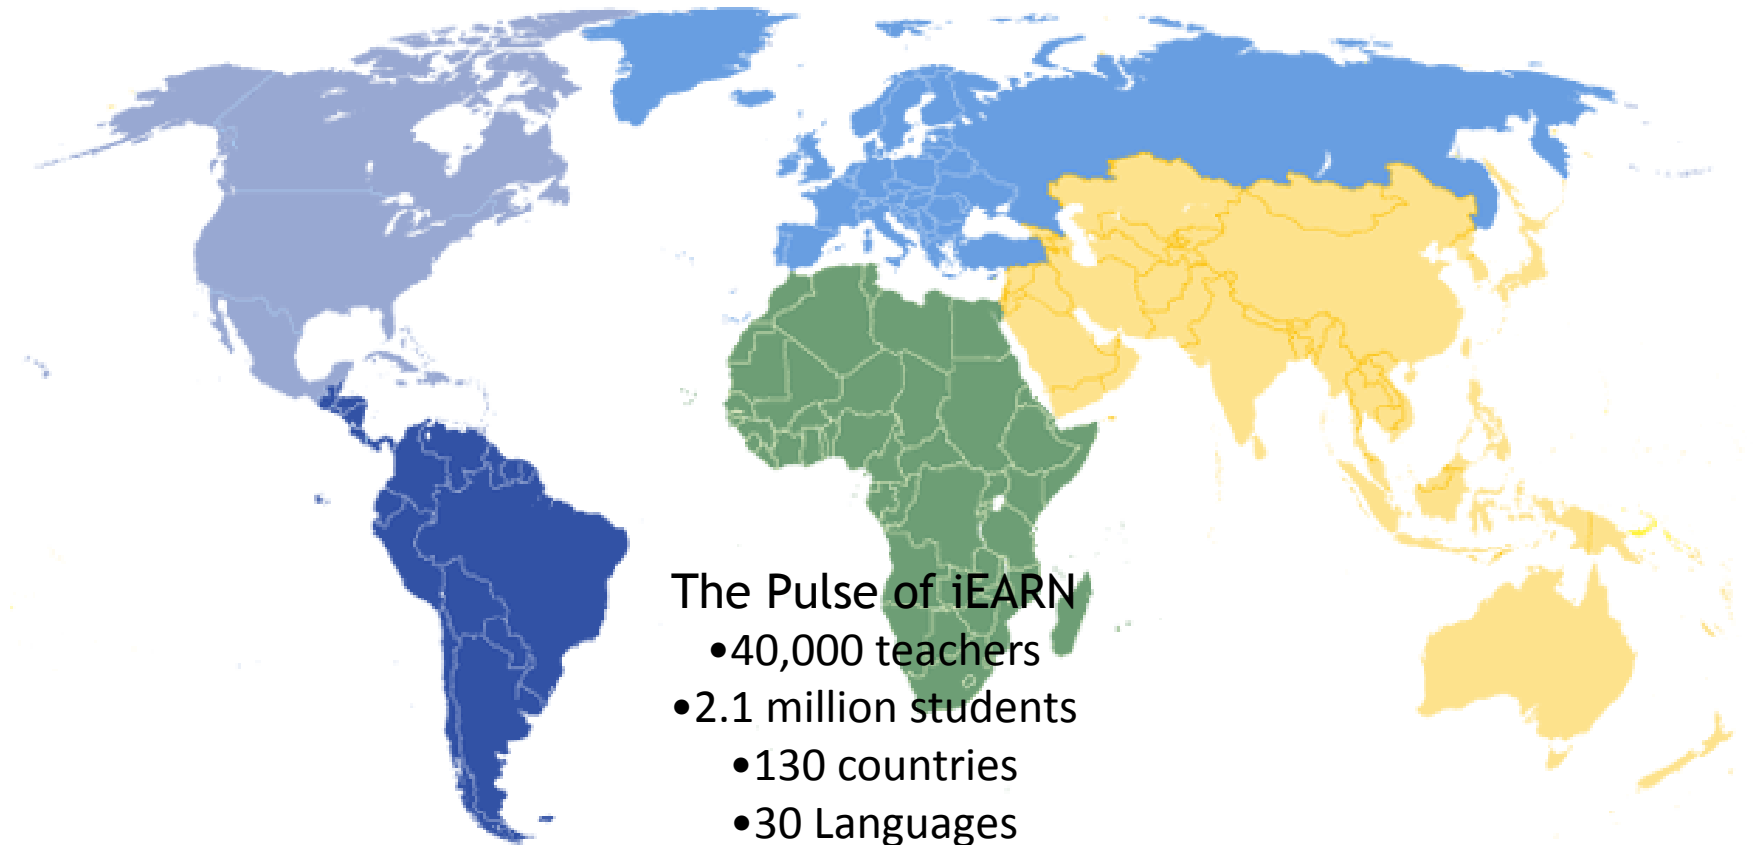 The Pulse of iEARN
•40,000 teachers
•2.1 million students
•130 countries
•30 Languages